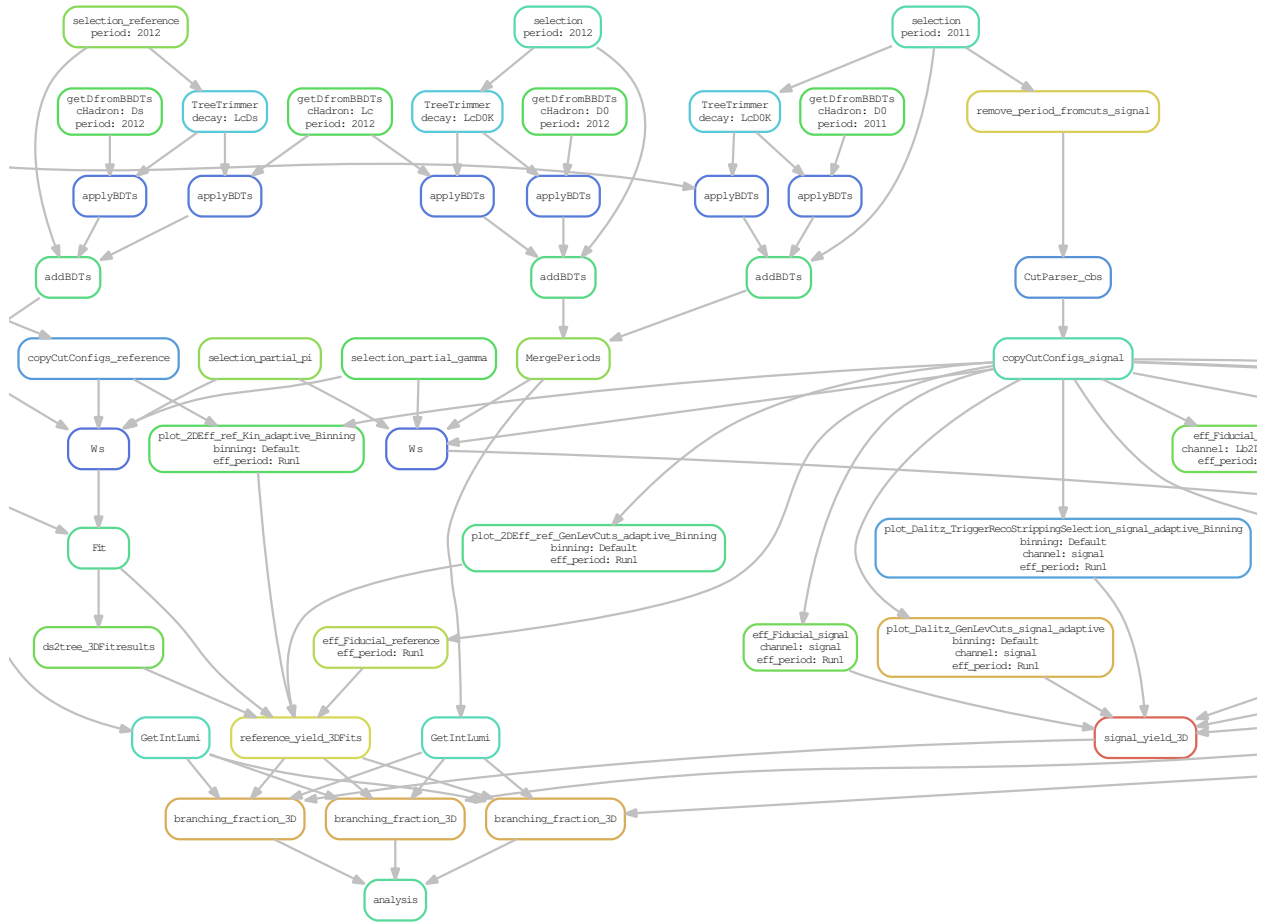 selection_reference
period: 2012
selection
period: 2012
selection
period: 2011
getDfromBBDTs
cHadron: Ds
period: 2012
TreeTrimmer
decay: LcDs
getDfromBBDTs
cHadron: Lc
period: 2012
TreeTrimmer
decay: LcD0K
getDfromBBDTs
cHadron: D0
period: 2012
TreeTrimmer
decay: LcD0K
getDfromBBDTs
cHadron: D0
period: 2011
remove_period_fromcuts_signal
applyBDTs
applyBDTs
applyBDTs
applyBDTs
applyBDTs
applyBDTs
addBDTs
addBDTs
addBDTs
CutParser_cbs
copyCutConfigs_reference
selection_partial_pi
selection_partial_gamma
MergePeriods
copyCutConfigs_signal
Ws
plot_2DEff_ref_Kin_adaptive_Binning
binning: Default
eff_period: Run1
Ws
eff_Fiducial_
channel: Lb2L
eff_period:
Fit
plot_2DEff_ref_GenLevCuts_adaptive_Binning
binning: Default
eff_period: Run1
plot_Dalitz_TriggerRecoStrippingSelection_signal_adaptive_Binning
binning: Default
channel: signal
eff_period: Run1
ds2tree_3DFitresults
eff_Fiducial_reference
eff_period: Run1
eff_Fiducial_signal
channel: signal
eff_period: Run1
plot_Dalitz_GenLevCuts_signal_adaptive
binning: Default
channel: signal
eff_period: Run1
GetIntLumi
reference_yield_3DFits
GetIntLumi
signal_yield_3D
branching_fraction_3D
branching_fraction_3D
branching_fraction_3D
analysis